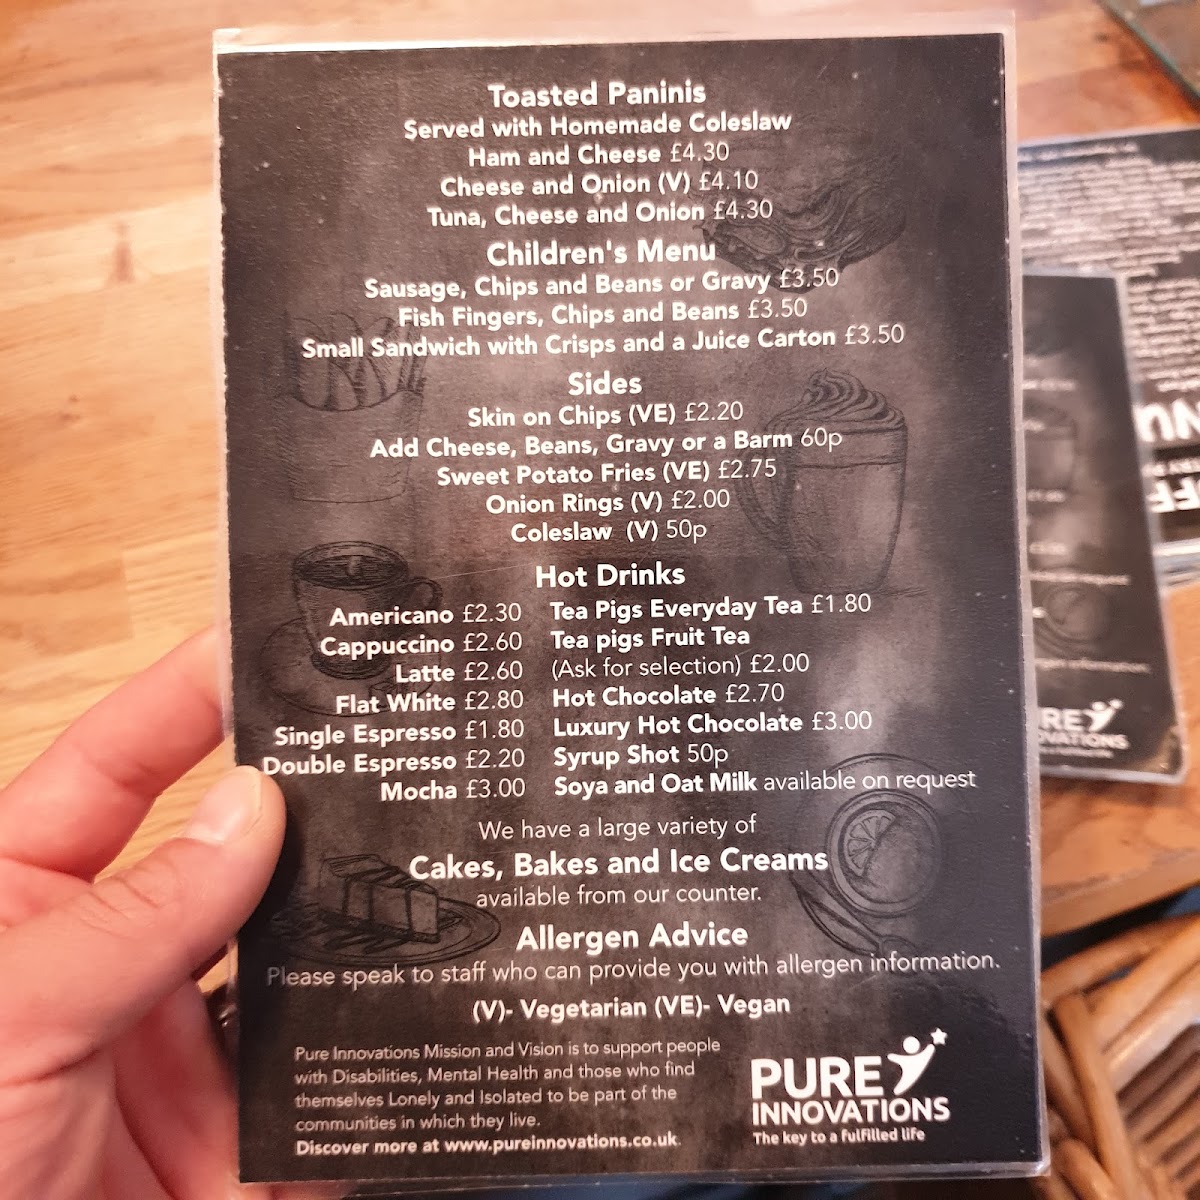 Toasted Paninis
Served with Homemade Coleslaw
Ham and Cheese £4.30
Cheese and Onion (V) £4.10
Tuna, Cheese and Onion £4.30
Children's Menu
Sausage, Chips and Beans or Gravy £3.50
Fish Fingers, Chips and Beans £3.50
Small Sandwich with Crisps and a Juice Carton £3.50
Sides
Skin on Chips (VE) £2.20
Add Cheese, Beans, Gravy or a Barm 60p
Sweet Potato Fries (VE) £2.75
Onion Rings (V) £2.00
Coleslaw (V) 50p
Hot Drinks
Americano £2.30
Cappuccino £2.60
Latte £2.60
Flat White £2.80
Single Espresso £1.80
Double Espresso £2.20
Mocha £3.00
Tea Pigs Everyday Tea £1.80
Tea pigs Fruit Tea
(Ask for selection) £2.00
Hot Chocolate £2.70
Luxury Hot Chocolate £3.00
Syrup Shot 50p
Soya and Oat Milk available on request
We have a large variety of
Cakes, Bakes and Ice Creams
available from our counter.
Allergen Advice
Please speak to staff who can provide you with allergen information.
(V)- Vegetarian (VE)- Vegan
Pure Innovations Mission and Vision is to support people
with Disabilities, Mental Health and those who find
themselves Lonely and Isolated to be part of the
communities in which they live.
Discover more at www.pureinnovations.co.uk.
PURE
INNOVATIONS
The key to a fulfilled life